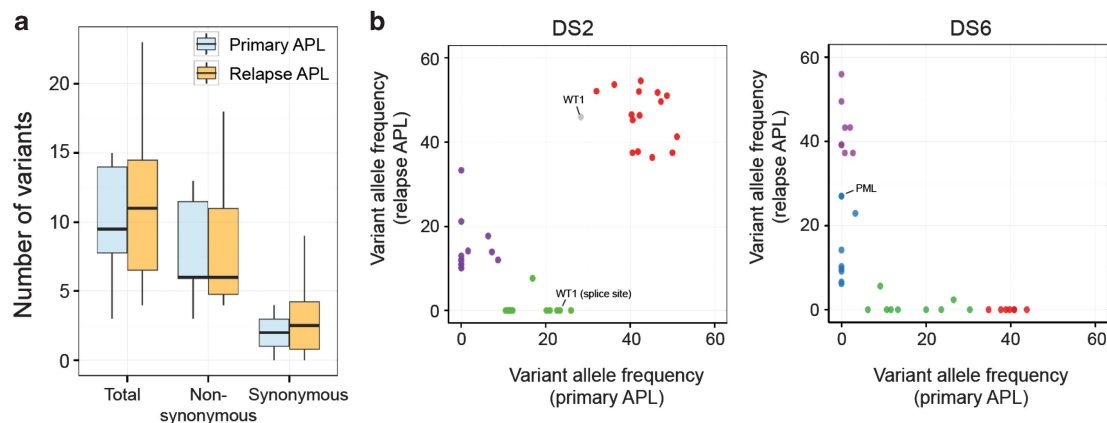 a
Number of variants
20
15
10
5
0
Primary APL
Relapse APL
Total
Non-
synonymous
Synonymous
b
DS2
Variant allele frequency
(relapse APL)
60
40
20
0
WT1
WT1 (splice site)
0
20
40
60
Variant allele frequency
(primary APL)
DS6
Variant allele frequency
(relapse APL)
60
40
20
0
PML
0
20
40
60
Variant allele frequency
(primary APL)